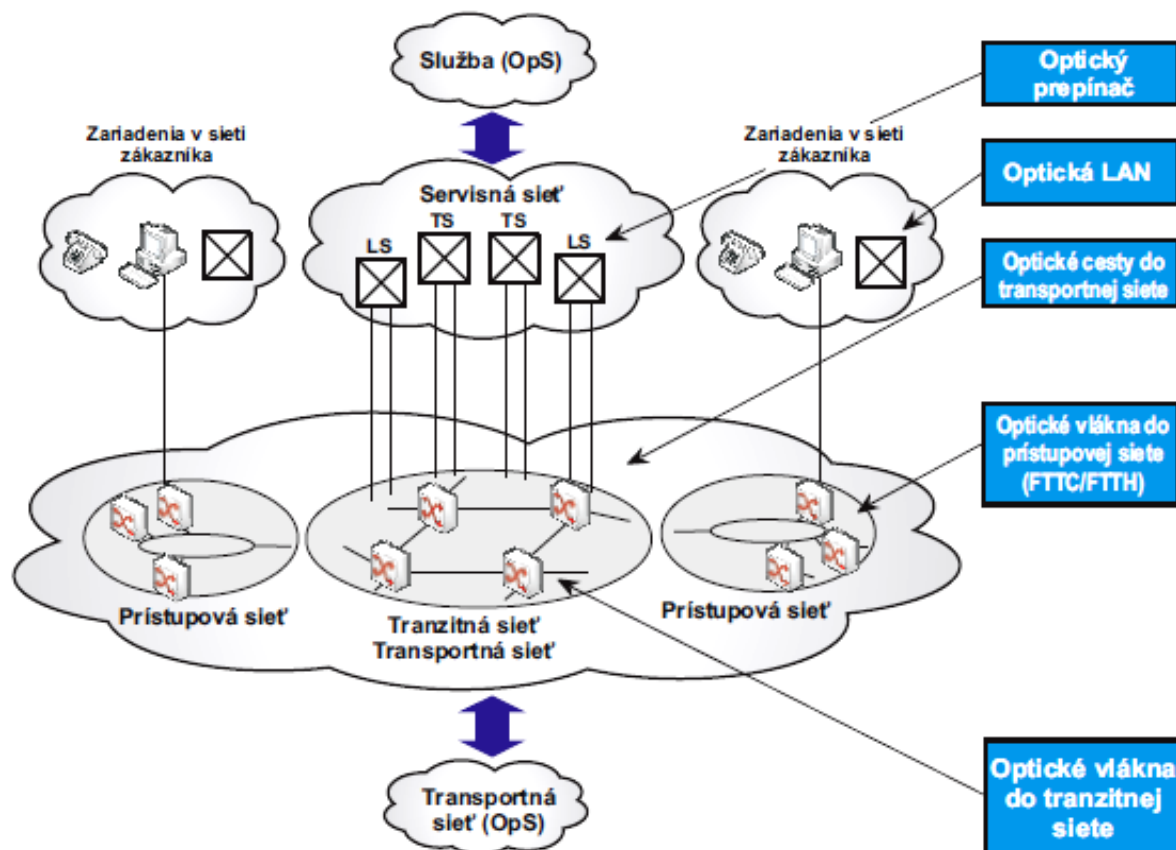 Služba (OpS)
Optický
prepínač
Zariadenia v sieti
zákazníka
Zariadenia v sieti
zákazníka
Servisná sieť
TS
TS
LS
LS
Optická LAN
Optické cesty do
transportnej siete
Optické vlákna do
prístupovej siete
(FTTC/FTTH)
Prístupová sieť
Tranzitná sieť
Transportná sieť
Prístupová sieť
Transportná
sieť (OpS)
Optické vlákna
do tranzitnej
siete